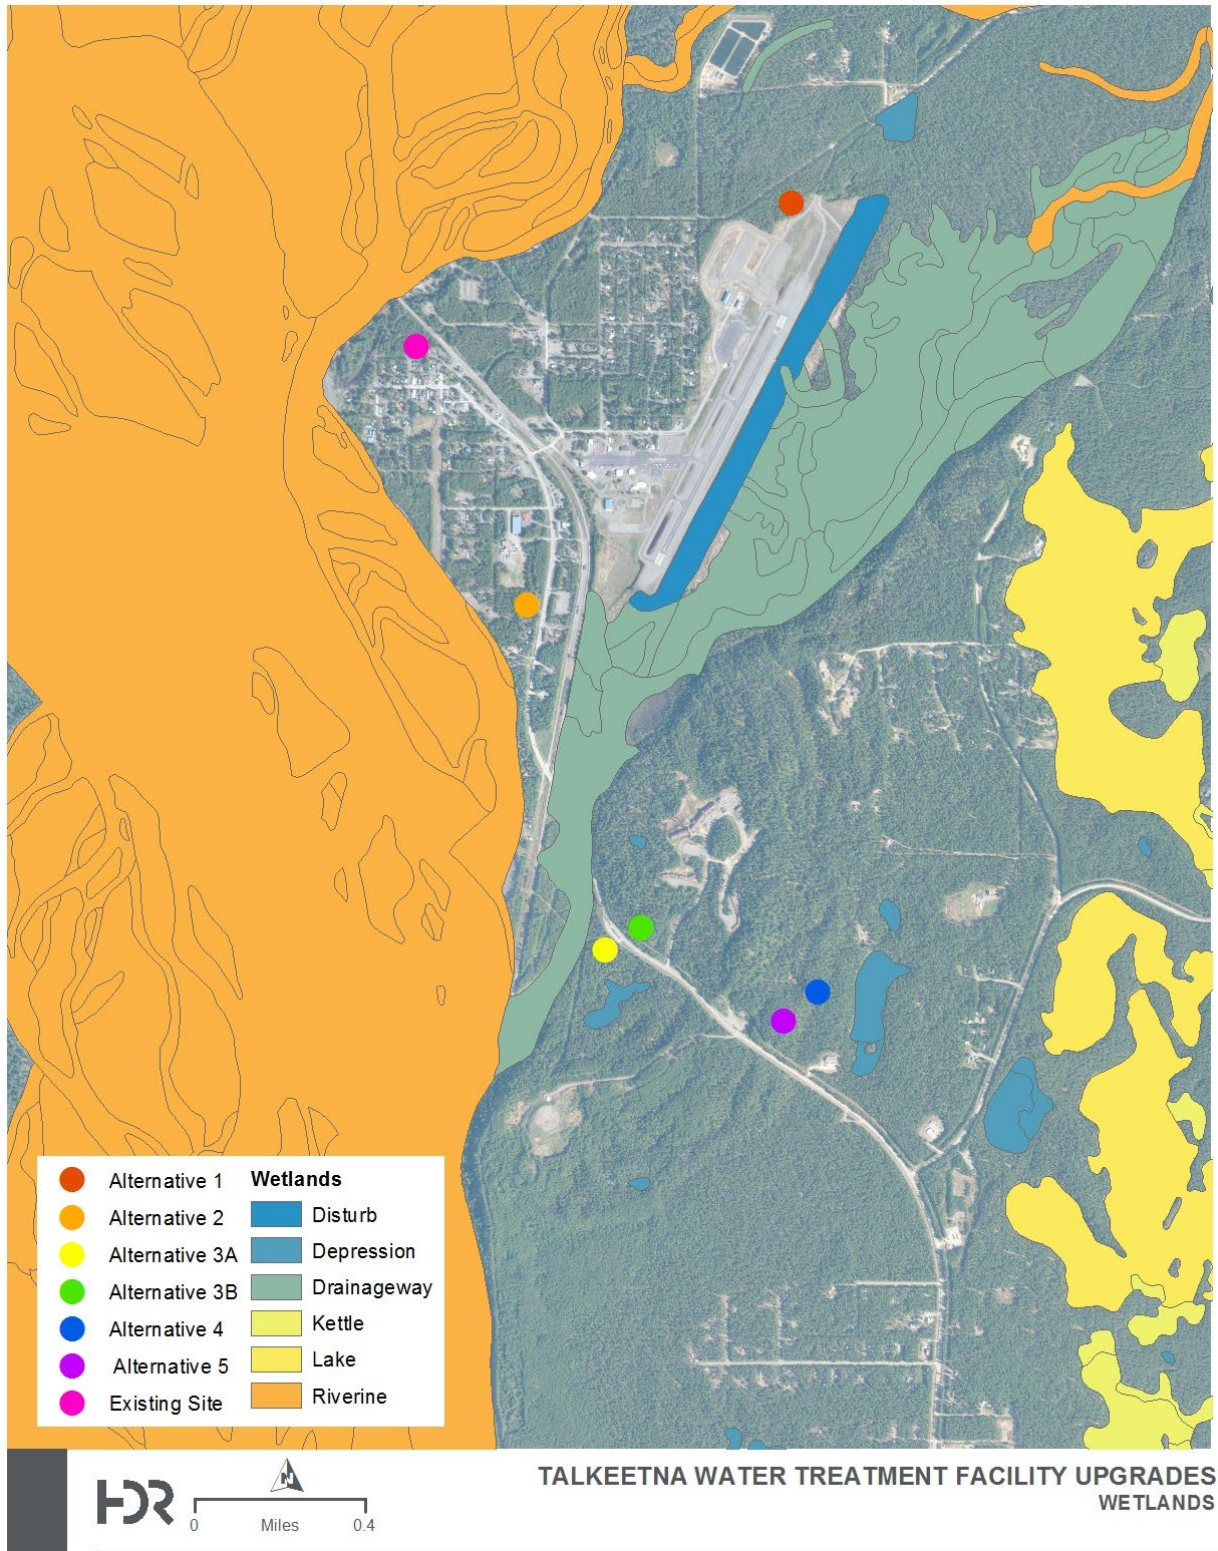 Alternative 1
Alternative 2
Alternative 3A
Alternative 3B
Alternative 4
Alternative 5
Existing Site
Wetlands
Disturb
Depression
Drainageway
Kettle
Lake
Riverine
HDR
N
0 Miles 0.4
TALKEETNA WATER TREATMENT FACILITY UPGRADES
WETLANDS